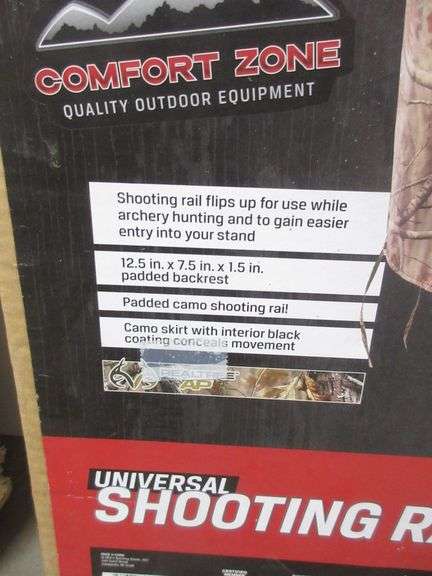 COMFORT ZONE
QUALITY OUTDOOR EQUIPMENT
Shooting rail flips up for use while
archery hunting and to gain easier
entry into your stand
12.5 in. x 7.5 in. x 1.5 in.
padded backrest
Padded camo shooting rail
Camo skirt with interior black
coating conceals movement
REALTREE
AP
UNIVERSAL
SHOOTING R